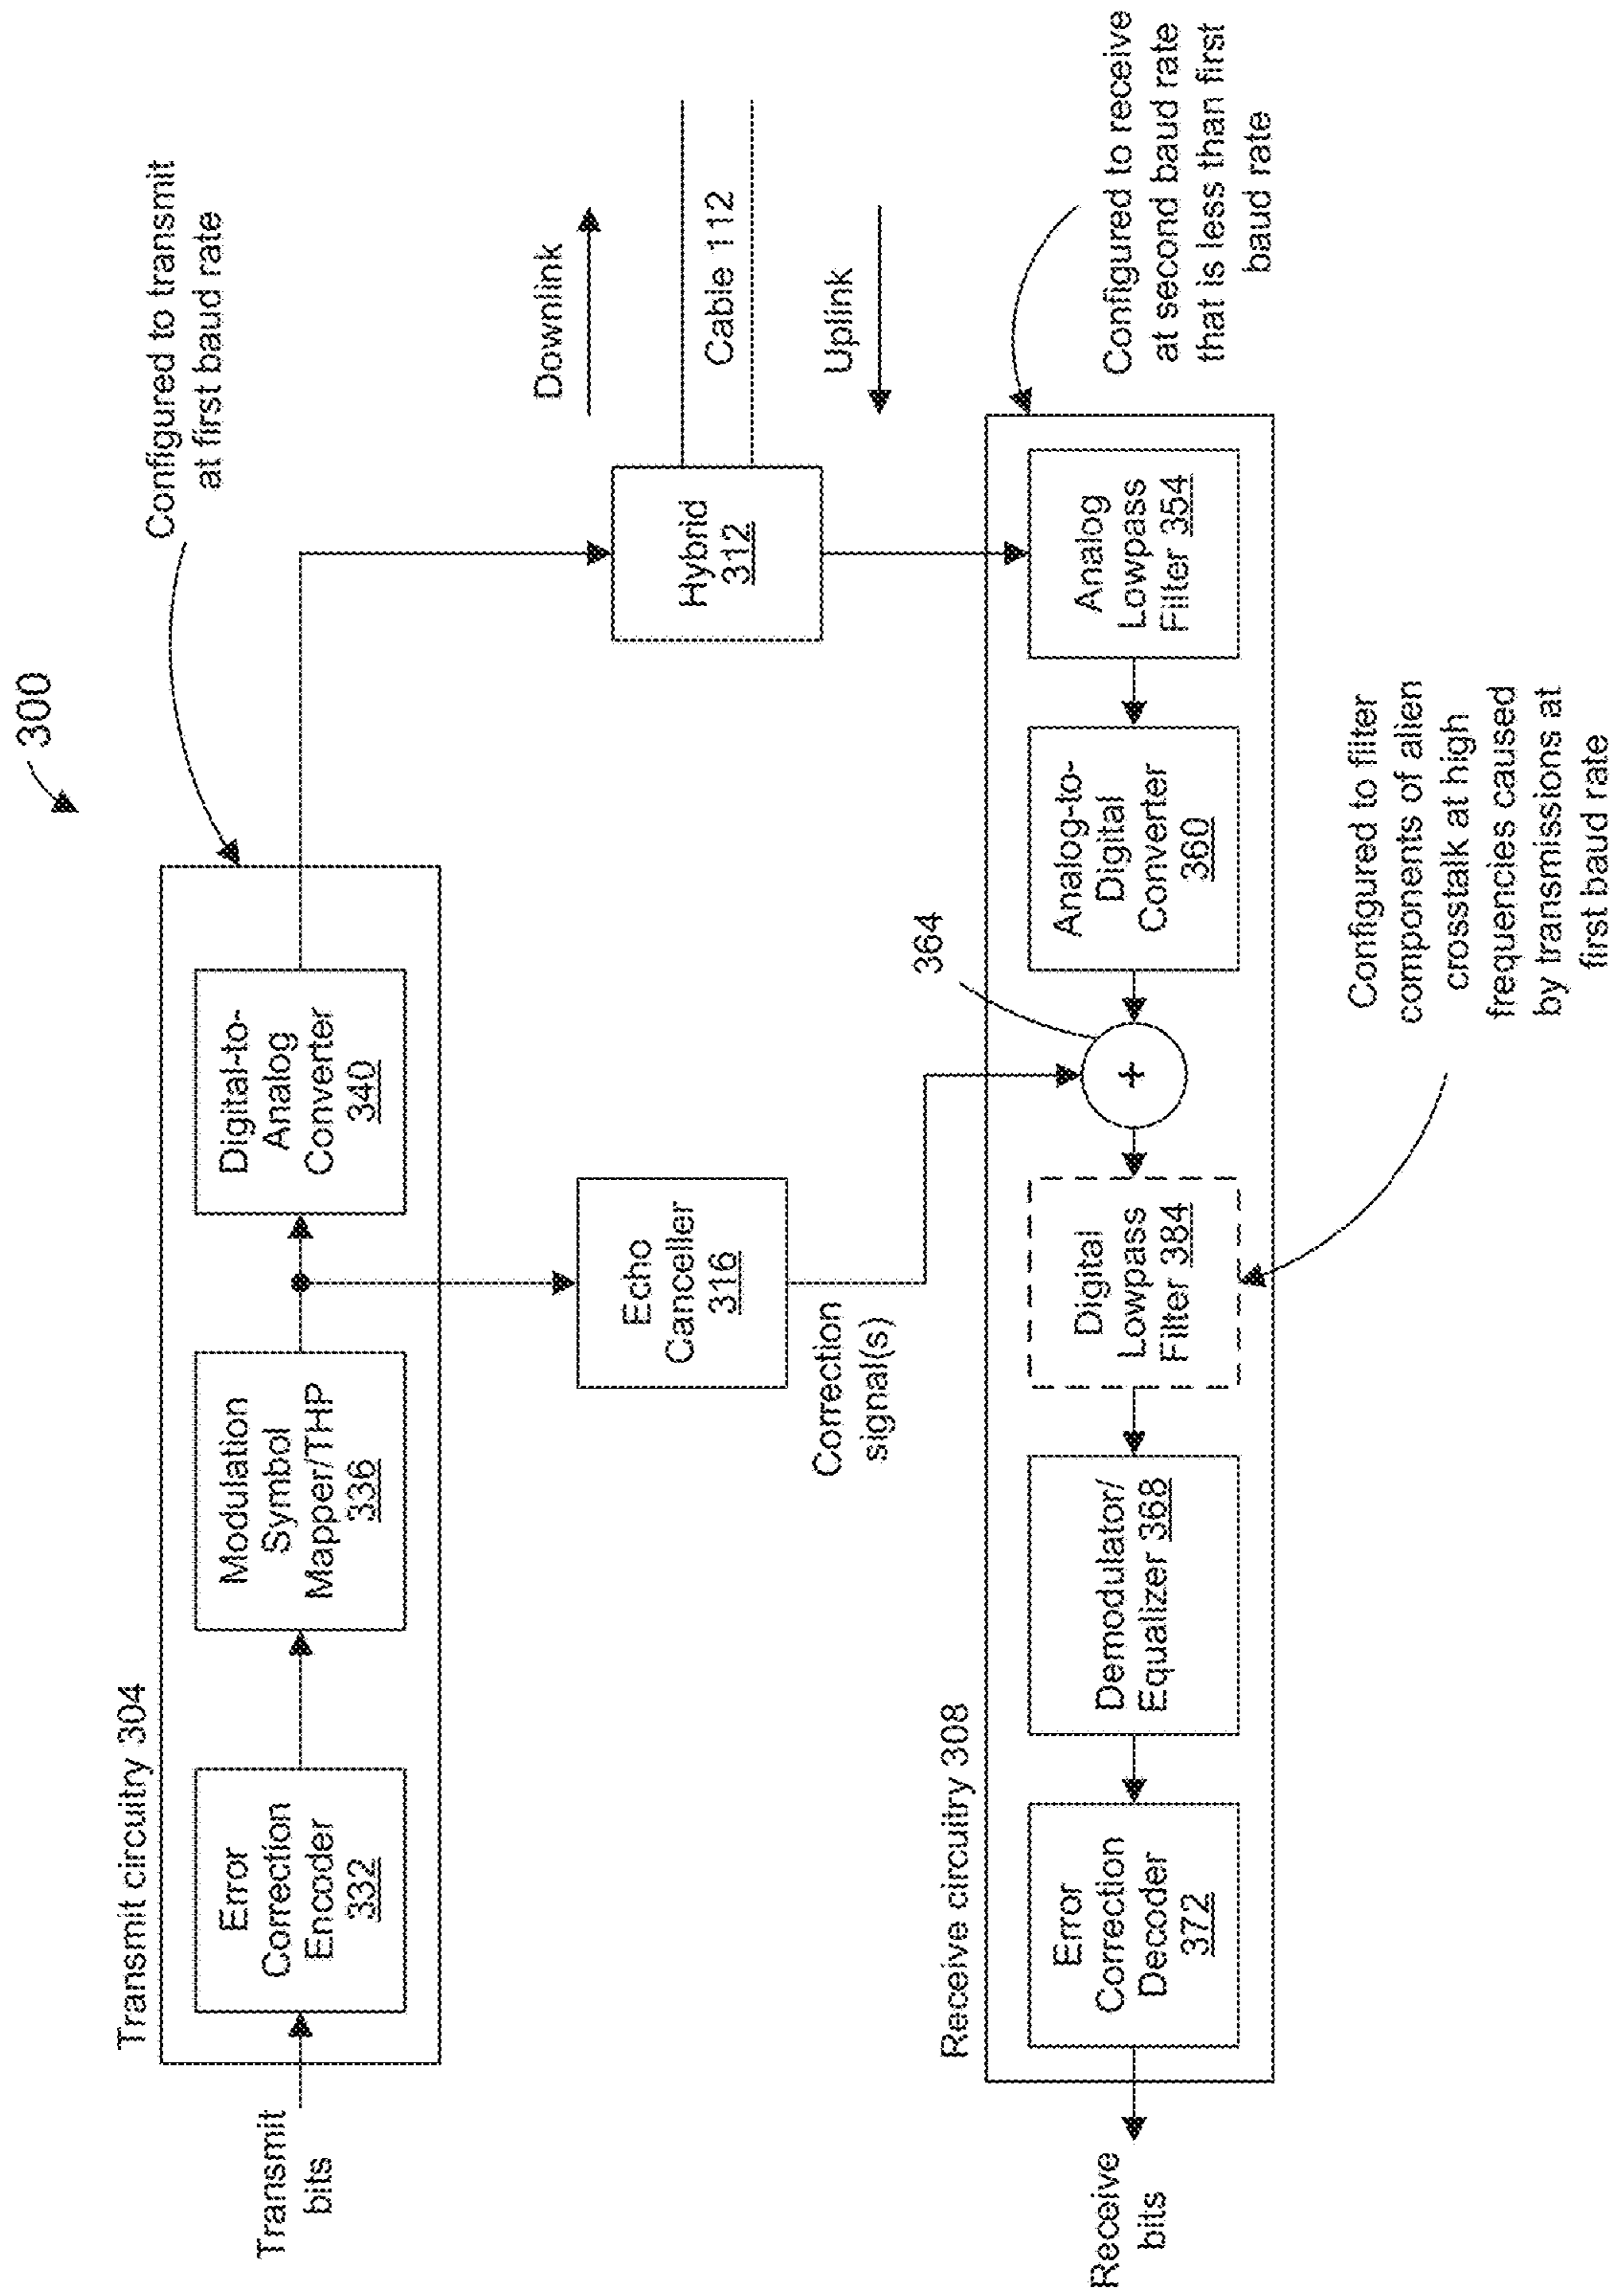 300
Configured to transmit
at first baud rate
Transmit circuitry 304
Transmit
bits
Error
Correction
Encoder
332
Modulation
Symbol
Mapper/THP
336
Digital-to-
Analog
Converter
340
Echo
Canceller
316
Correction
signal(s)
Hybrid
312
Downlink
Cable 112
Uplink
Configured to receive
at second baud rate
that is less than first
baud rate
Receive circuitry 308
364
Receive
bits
Error
Correction
Decoder
372
Demodulator/
Equalizer 368
Digital
Lowpass
Filter 384
+
Analog-to-
Digital
Converter
360
Analog
Lowpass
Filter 354
Configured to filter
components of alien
crosstalk at high
frequencies caused
by transmissions at
first baud rate